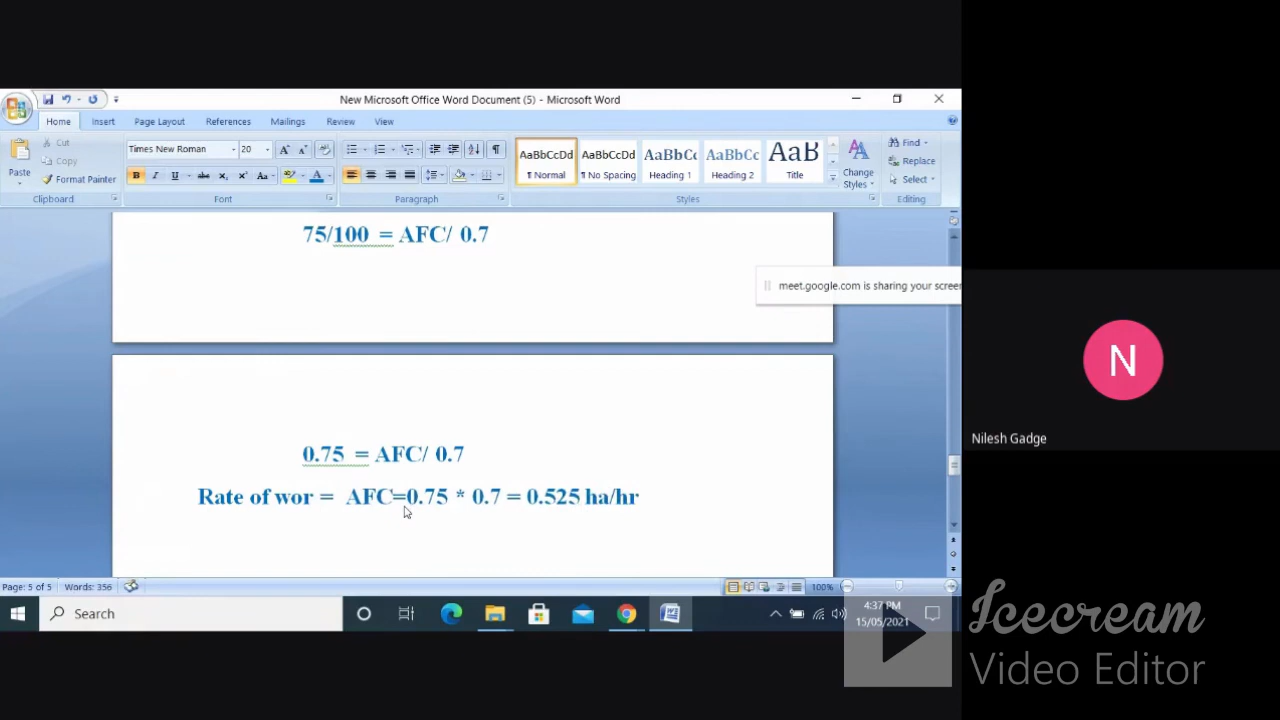 New Microsoft Office Word Document (5) - Microsoft Word
Home Insert Page Layout References Mailings Review View
Paste Cut Copy Format Painter
Times New Roman 20
B I U abc x₂ x² Aa A
AaBbCcDd AaBbCcDd AaBbCc AaBbCc AaB
¶ Normal ¶ No Spacing Heading 1 Heading 2 Title
Change Styles
Find
Replace
Select
Clipboard Font Paragraph Styles Editing
75/100 = AFC/ 0.7
meet.google.com is sharing your screen
0.75 = AFC/ 0.7
Rate of wor = AFC=0.75 * 0.7 = 0.525 ha/hr
Page: 5 of 5 Words: 356 100%
Search
4:37 PM
15/05/2021
N
Nilesh Gadge
Icecream
Video Editor